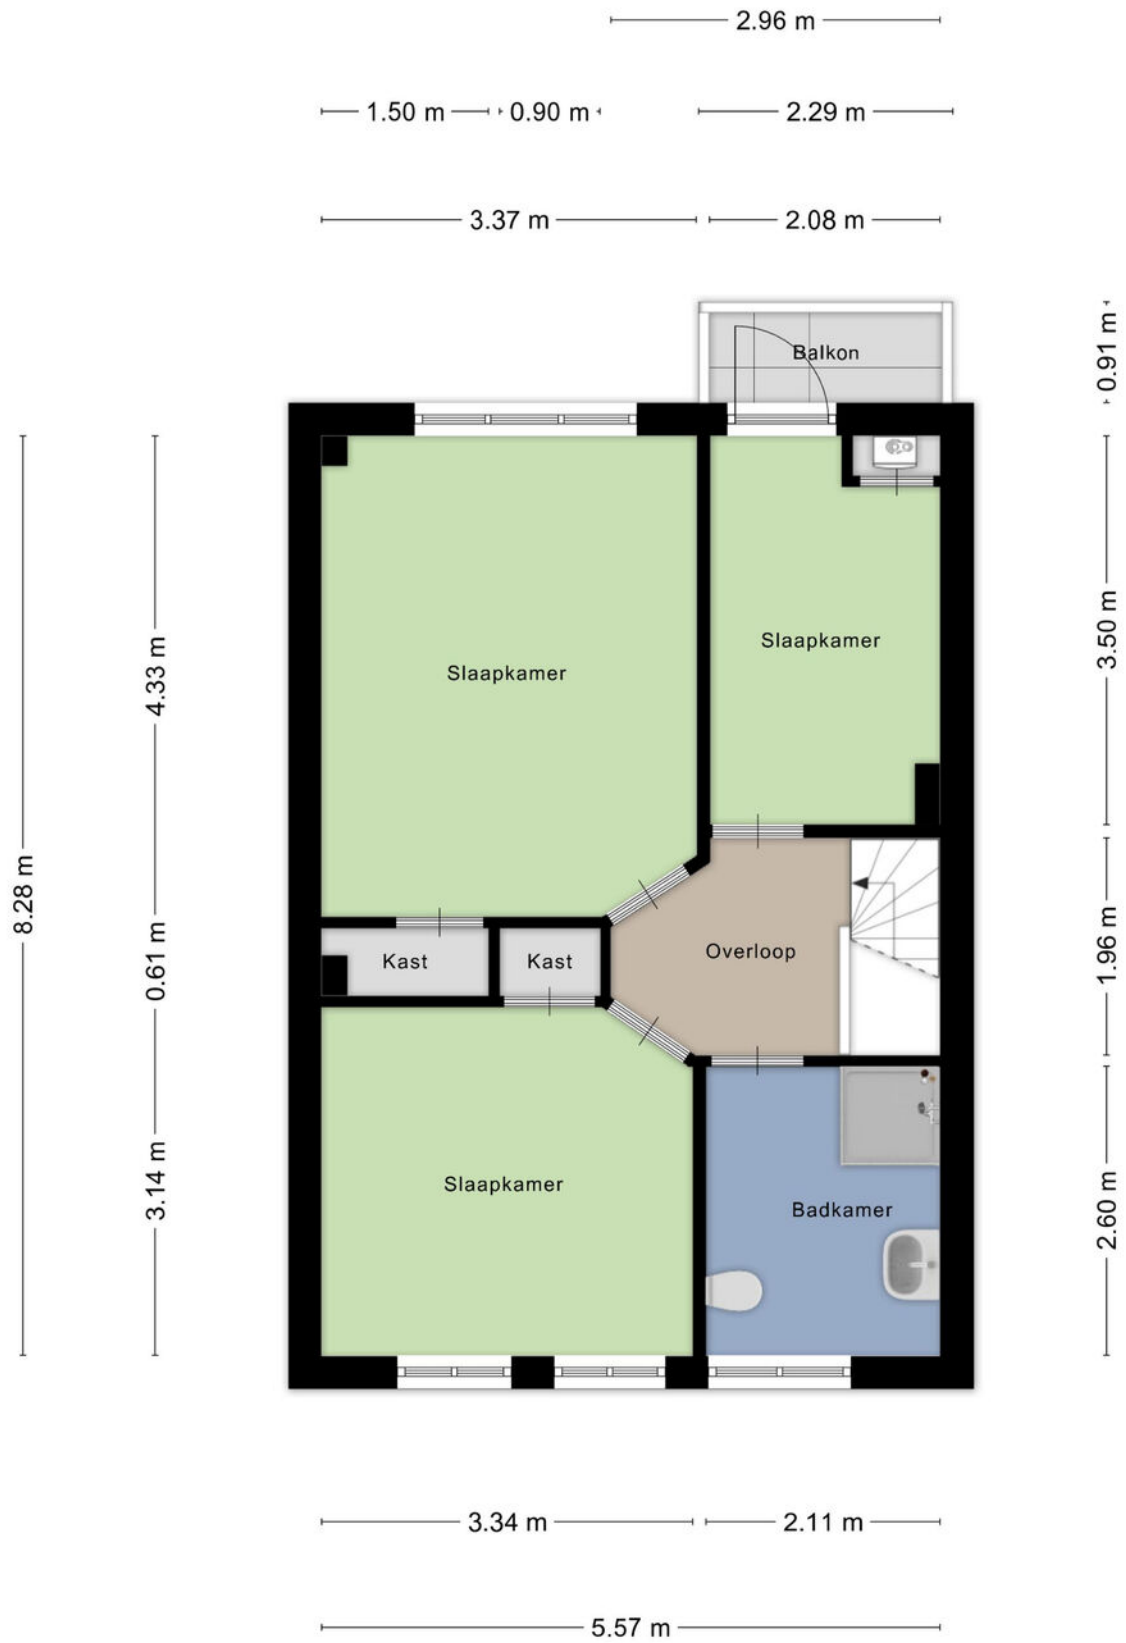 2.96 m
1.50 m
0.90 m
2.29 m
3.37 m
2.08 m
Balkon
0.91 m
Slaapkamer
Slaapkamer
3.50 m
4.33 m
8.28 m
Kast
Kast
Overloop
0.61 m
1.96 m
Slaapkamer
Badkamer
3.14 m
2.60 m
3.34 m
2.11 m
5.57 m